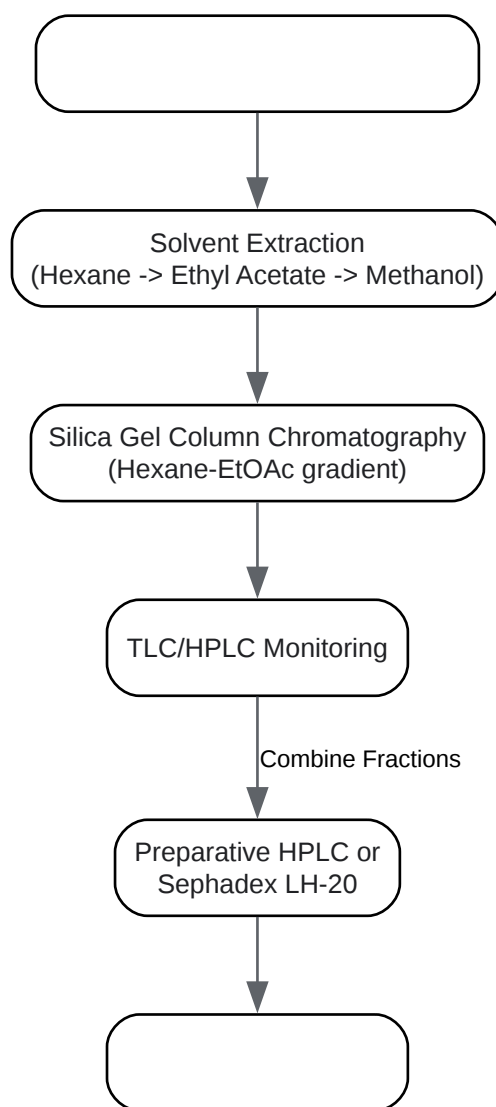 Solvent Extraction
(Hexane -> Ethyl Acetate -> Methanol)
Silica Gel Column Chromatography
(Hexane-EtOAc gradient)
TLC/HPLC Monitoring
Combine Fractions
Preparative HPLC or
Sephadex LH-20